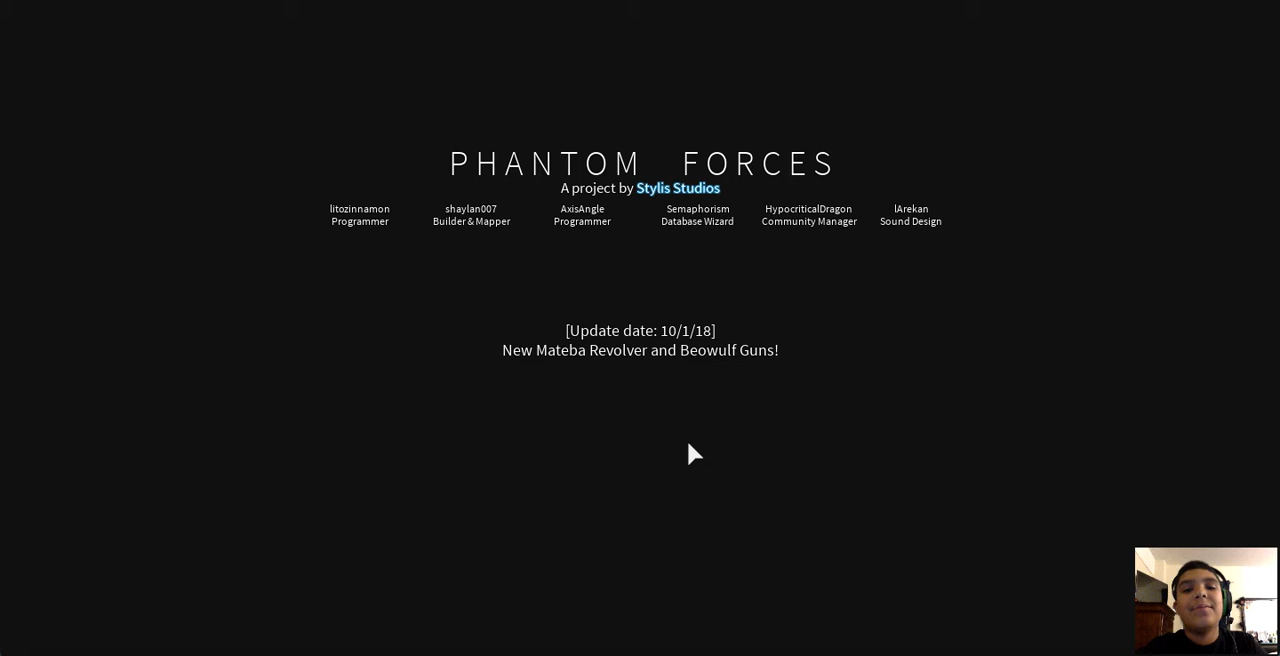 PHANTOM FORCES
A project by Stylis Studios
litozinnamon shaylan007 AxisAngle Semaphorism HypocriticalDragon lArekan
Programmer Builder & Mapper Programmer Database Wizard Community Manager Sound Design
[Update date: 10/1/18]
New Mateba Revolver and Beowulf Guns!